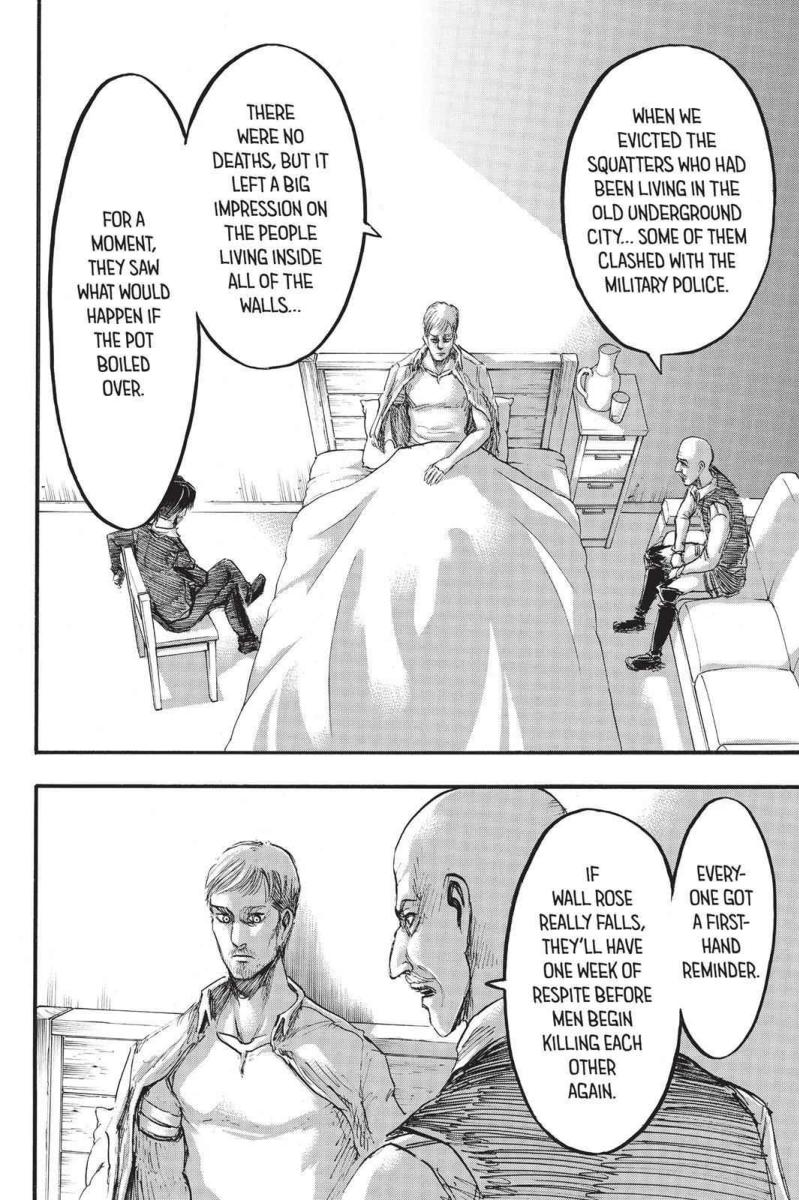 WHEN WE
EVICTED THE
SQUATTERS WHO HAD
BEEN LIVING IN THE
OLD UNDERGROUND
CITY... SOME OF THEM
CLASHED WITH THE
MILITARY POLICE.
THERE
WERE NO
DEATHS, BUT IT
LEFT A BIG
IMPRESSION ON
THE PEOPLE
LIVING INSIDE
ALL OF THE
WALLS...
FOR A
MOMENT,
THEY SAW
WHAT WOULD
HAPPEN IF
THE POT
BOILED
OVER.
EVERY-
ONE GOT
A FIRST-
HAND
REMINDER.
IF
WALL ROSE
REALLY FALLS,
THEY'LL HAVE
ONE WEEK OF
RESPITE BEFORE
MEN BEGIN
KILLING EACH
OTHER
AGAIN.